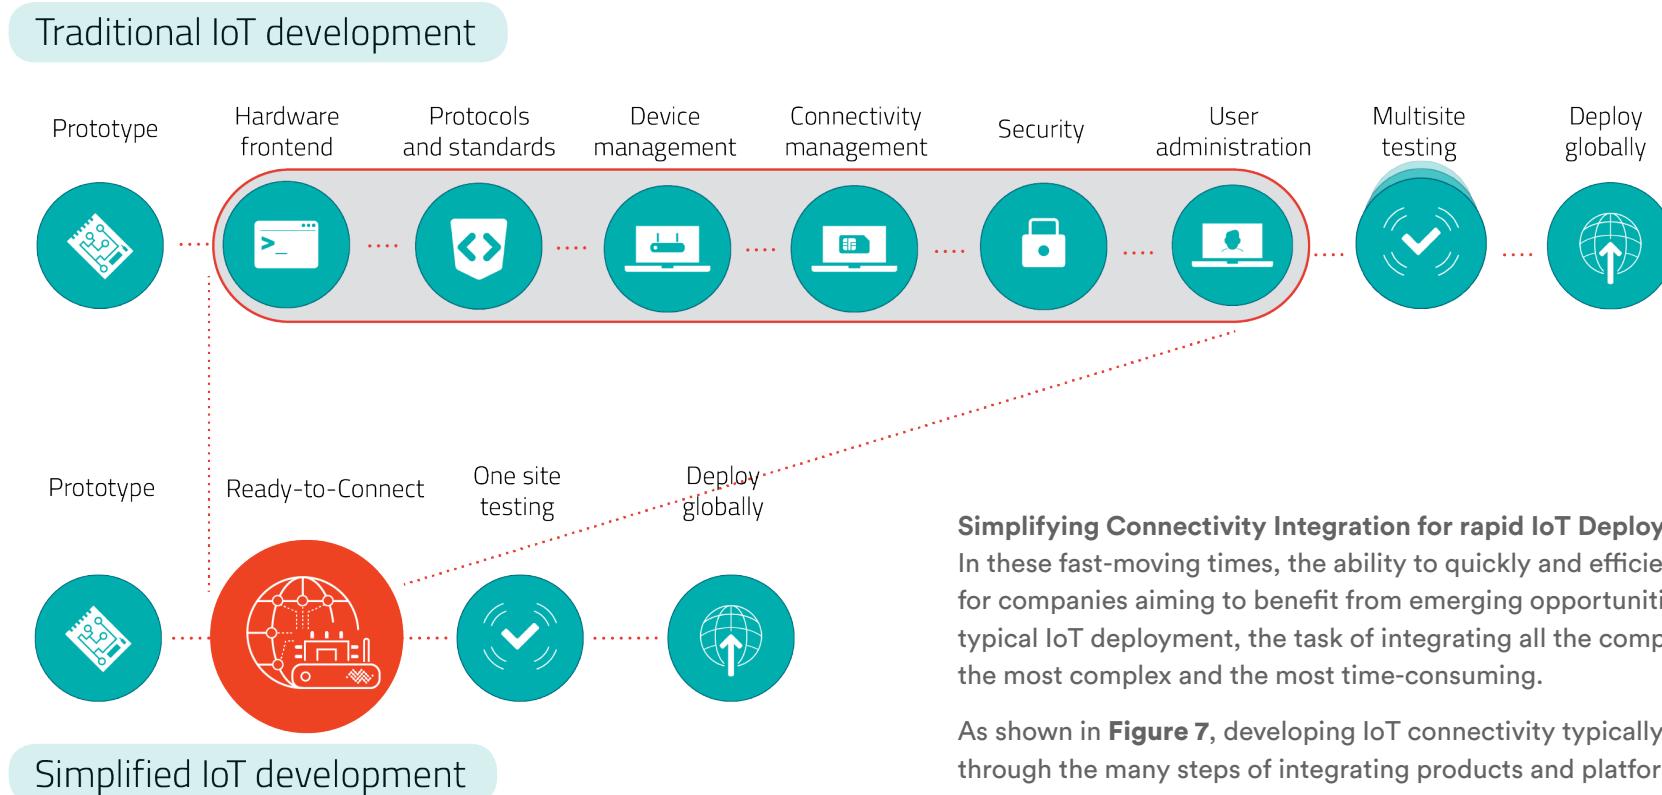 Traditional IoT development
Prototype
Hardware
frontend
Protocols
and standards
Device
management
Connectivity
management
Security
User
administration
Multisite
testing
Deploy
globally
>_
Prototype
Ready-to-Connect
One site
testing
Deploy
globally
Simplified IoT development
Simplifying Connectivity Integration for rapid IoT Deploy
In these fast-moving times, the ability to quickly and efficie
for companies aiming to benefit from emerging opportuniti
typical IoT deployment, the task of integrating all the comp
the most complex and the most time-consuming.
As shown in Figure 7, developing IoT connectivity typically
through the many steps of integrating products and platfor